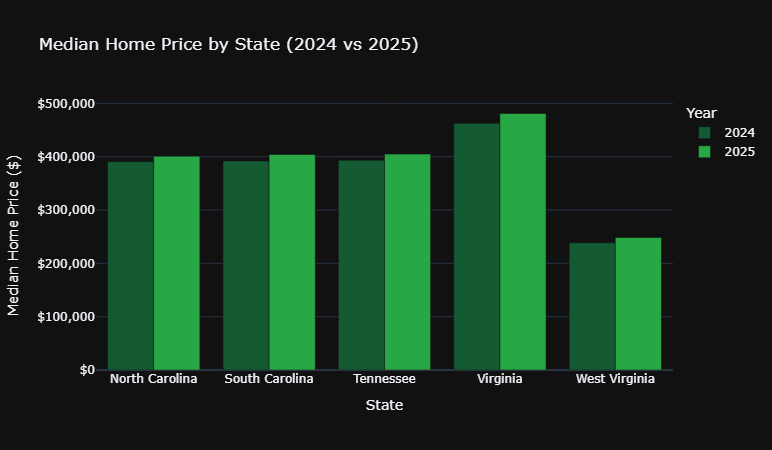 Median Home Price by State (2024 vs 2025)
Median Home Price ($)
$500,000
$400,000
$300,000
$200,000
$100,000
$0
North Carolina
South Carolina
Tennessee
Virginia
West Virginia
State
Year
2024
2025